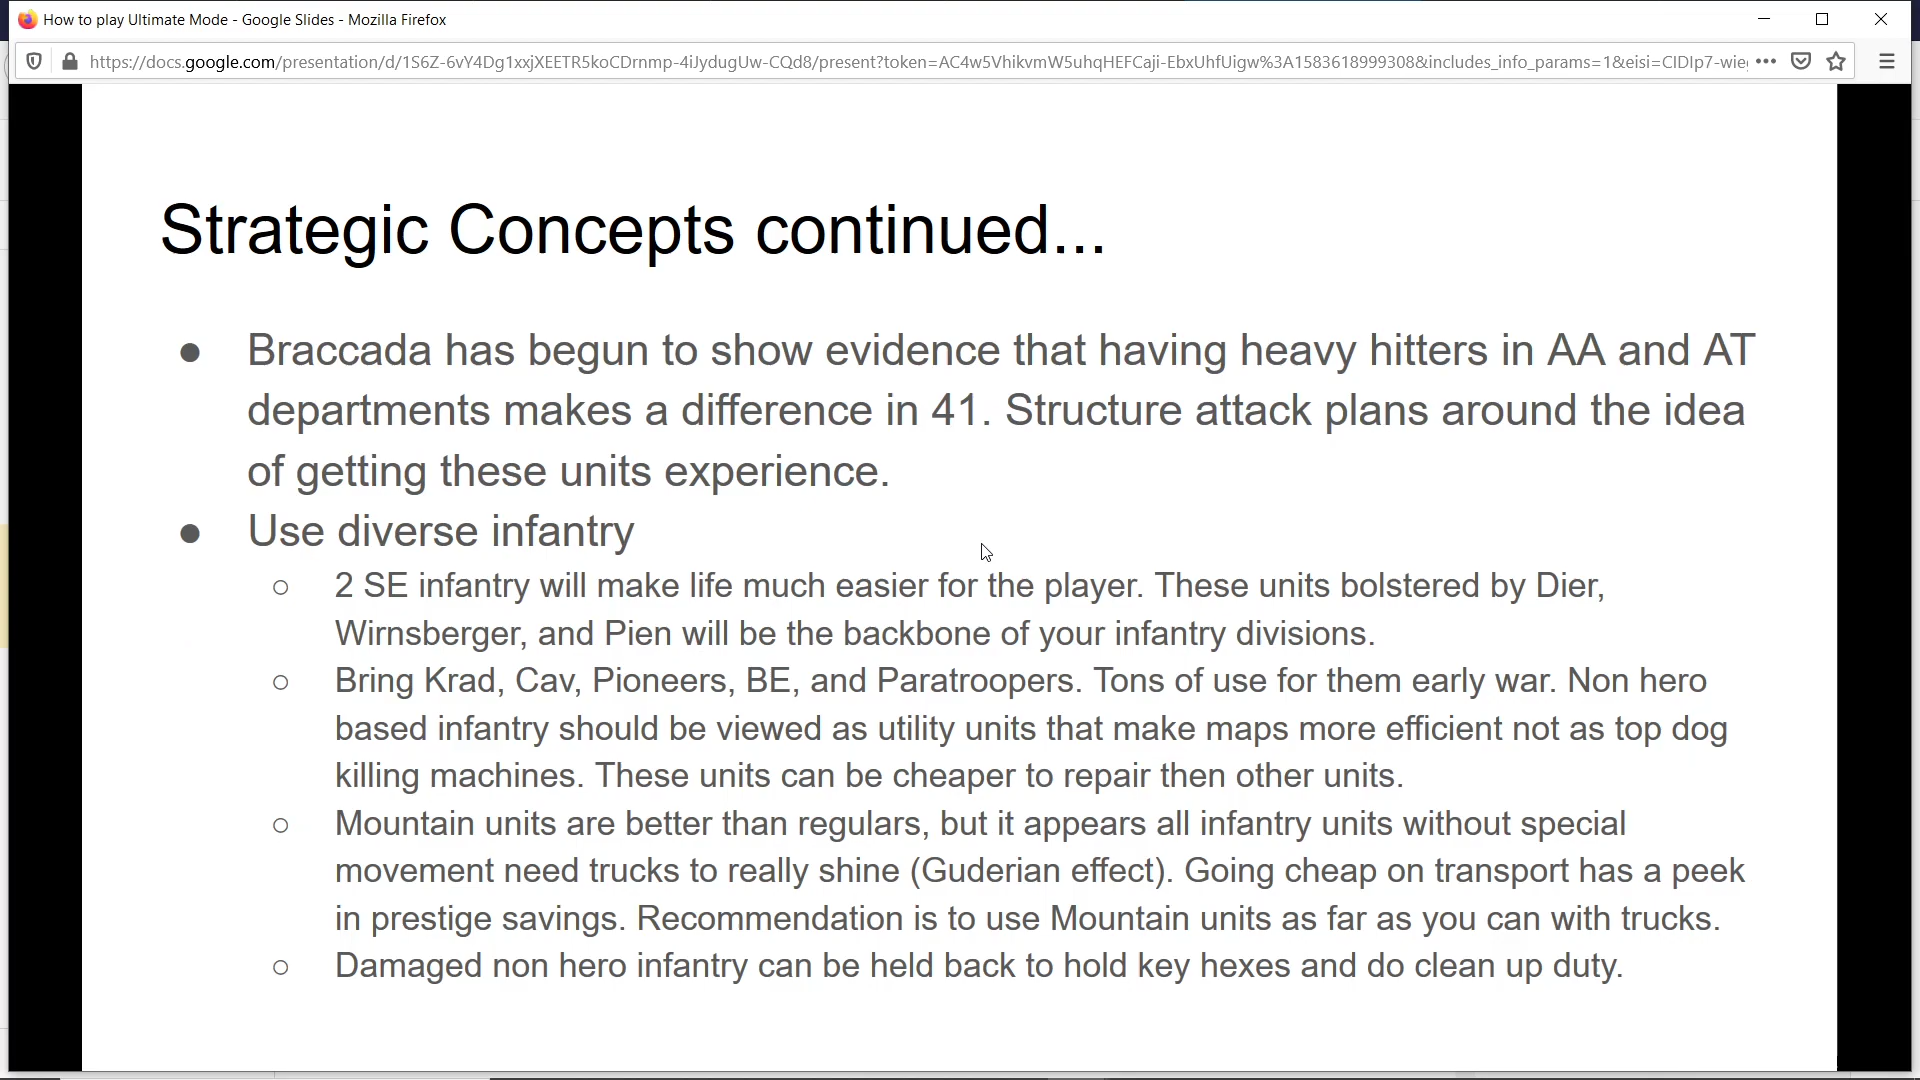 How to play Ultimate Mode - Google Slides - Mozilla Firefox
https://docs.google.com/presentation/d/1S6Z-6vY4Dg1xxjXEETR5koCDrnmp-4iJydugUw-CQd8/present?token=AC4w5VhikvmW5uhqHEFCaji-EbxUhfUigw%3A1583618999308&includes_info_params=1&eisi=CIDIp7-wie
Strategic Concepts continued...
● Braccada has begun to show evidence that having heavy hitters in AA and AT
departments makes a difference in 41. Structure attack plans around the idea
of getting these units experience.
● Use diverse infantry
○ 2 SE infantry will make life much easier for the player. These units bolstered by Dier,
Wirnsberger, and Pien will be the backbone of your infantry divisions.
○ Bring Krad, Cav, Pioneers, BE, and Paratroopers. Tons of use for them early war. Non hero
based infantry should be viewed as utility units that make maps more efficient not as top dog
killing machines. These units can be cheaper to repair then other units.
○ Mountain units are better than regulars, but it appears all infantry units without special
movement need trucks to really shine (Guderian effect). Going cheap on transport has a peek
in prestige savings. Recommendation is to use Mountain units as far as you can with trucks.
○ Damaged non hero infantry can be held back to hold key hexes and do clean up duty.